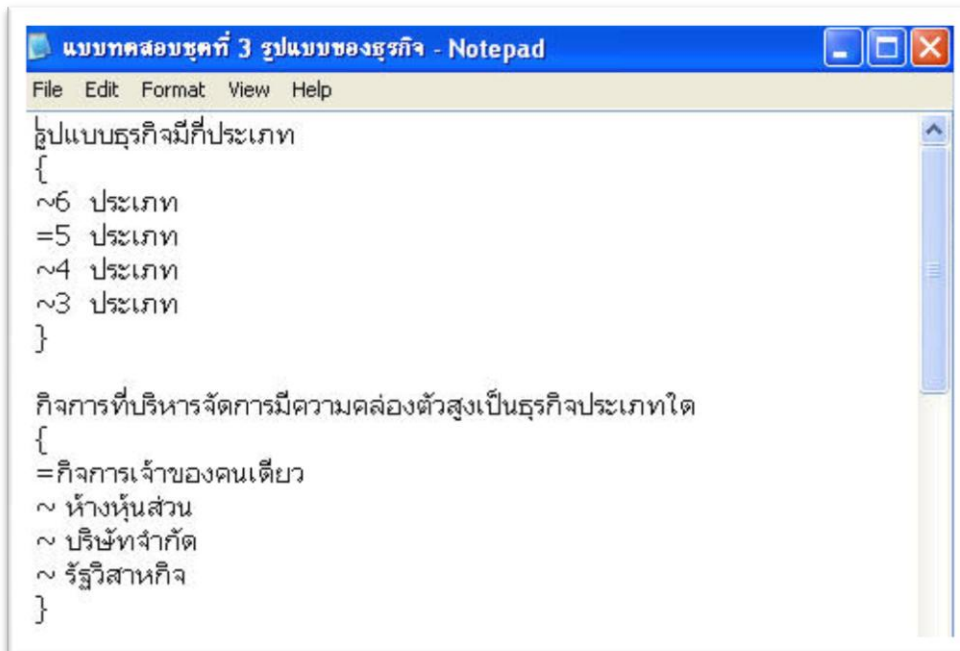 แบบทดสอบชุดที่ 3 รูปแบบของธุรกิจ - Notepad
File Edit Format View Help
รูปแบบธุรกิจมีกี่ประเภท
{
~6 ประเภท
=5 ประเภท
~4 ประเภท
~3 ประเภท
}
กิจการที่บริหารจัดการมีความคล่องตัวสูงเป็นธุรกิจประเภทใด
{
=กิจการเจ้าของคนเดียว
~ ห้างหุ้นส่วน
~ บริษัทจำกัด
~ รัฐวิสาหกิจ
}